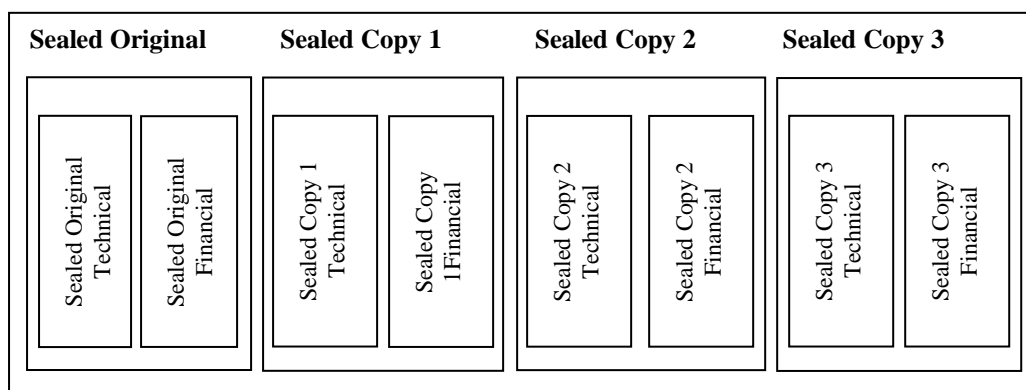 Sealed Original
Sealed Copy 1
Sealed Copy 2
Sealed Copy 3
Sealed Original
Technical
Sealed Original
Financial
Sealed Copy 1
Technical
Sealed Copy
1Financial
Sealed Copy 2
Technical
Sealed Copy 2
Financial
Sealed Copy 3
Technical
Sealed Copy 3
Financial